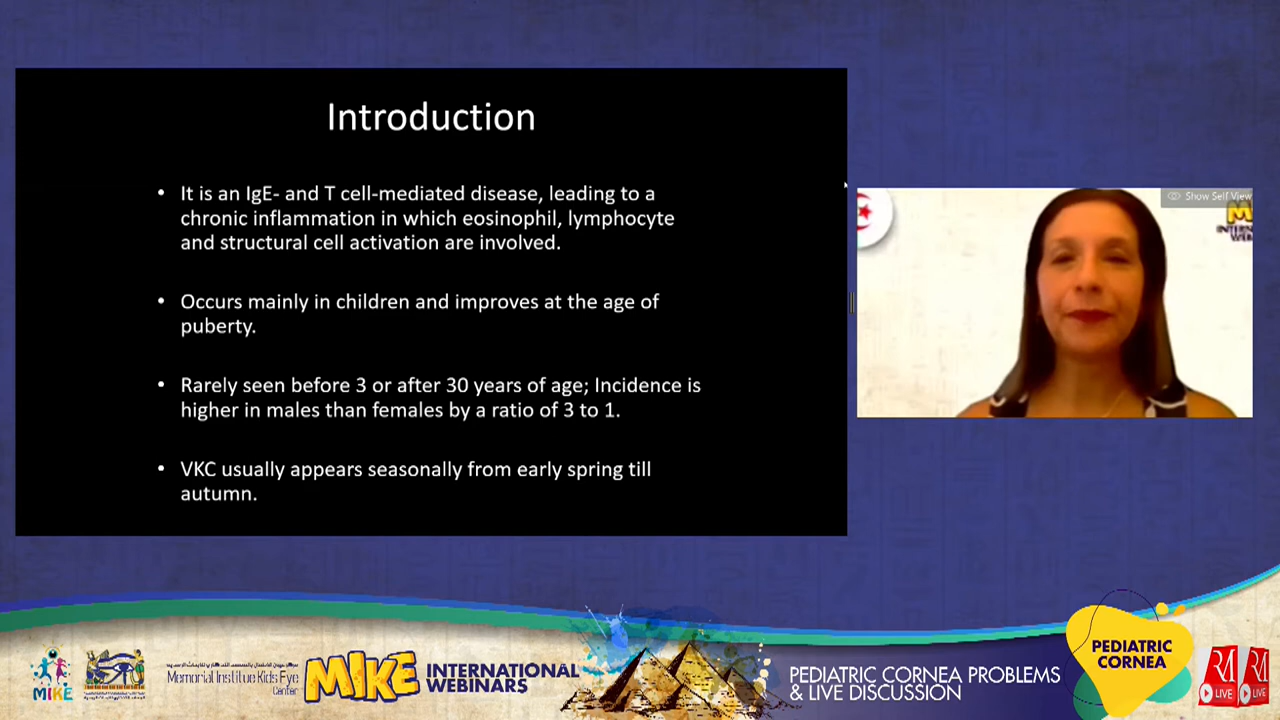 Introduction
• It is an IgE- and T cell-mediated disease, leading to a
chronic inflammation in which eosinophil, lymphocyte
and structural cell activation are involved.
• Occurs mainly in children and improves at the age of
puberty.
• Rarely seen before 3 or after 30 years of age; Incidence is
higher in males than females by a ratio of 3 to 1.
• VKC usually appears seasonally from early spring till
autumn.
Show Self View
MIKE
Memorial Institue Kids Eye
Center
MIKE
INTERNATIONAL
WEBINARS
PEDIATRIC CORNEA PROBLEMS
& LIVE DISCUSSION
PEDIATRIC
CORNEA
LIVE
LIVE